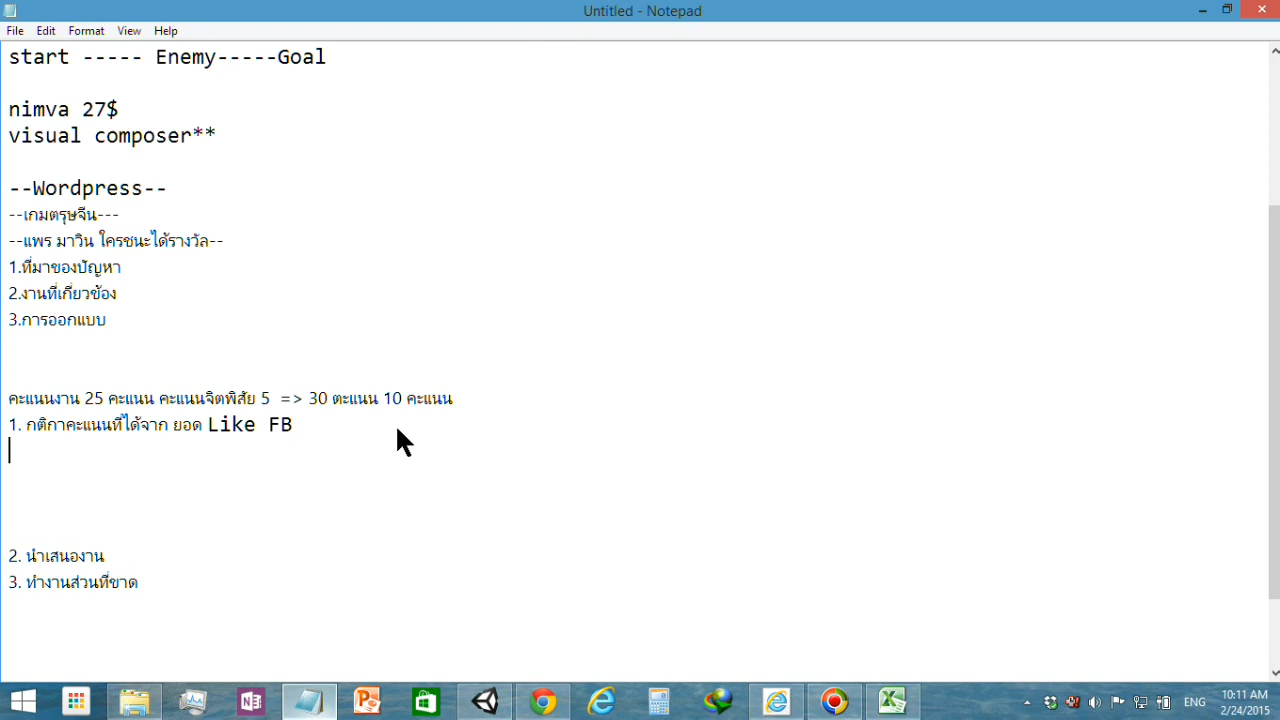 Untitled - Notepad
File Edit Format View Help
start ----- Enemy-----Goal
nimva 27$
visual composer**
--Wordpress--
--เกมตรุษจีน---
--แพร มาวิน ใครชนะได้รางวัล--
1.ที่มาของปัญหา
2.งานที่เกี่ยวข้อง
3.การออกแบบ
คะแนนงาน 25 คะแนน คะแนนจิตพิสัย 5 => 30 ตะแนน 10 คะแนน
1. กติกาคะแนนที่ได้จาก ยอด Like FB
2. นำเสนองาน
3. ทำงานส่วนที่ขาด
ENG
10:11 AM
2/24/2015